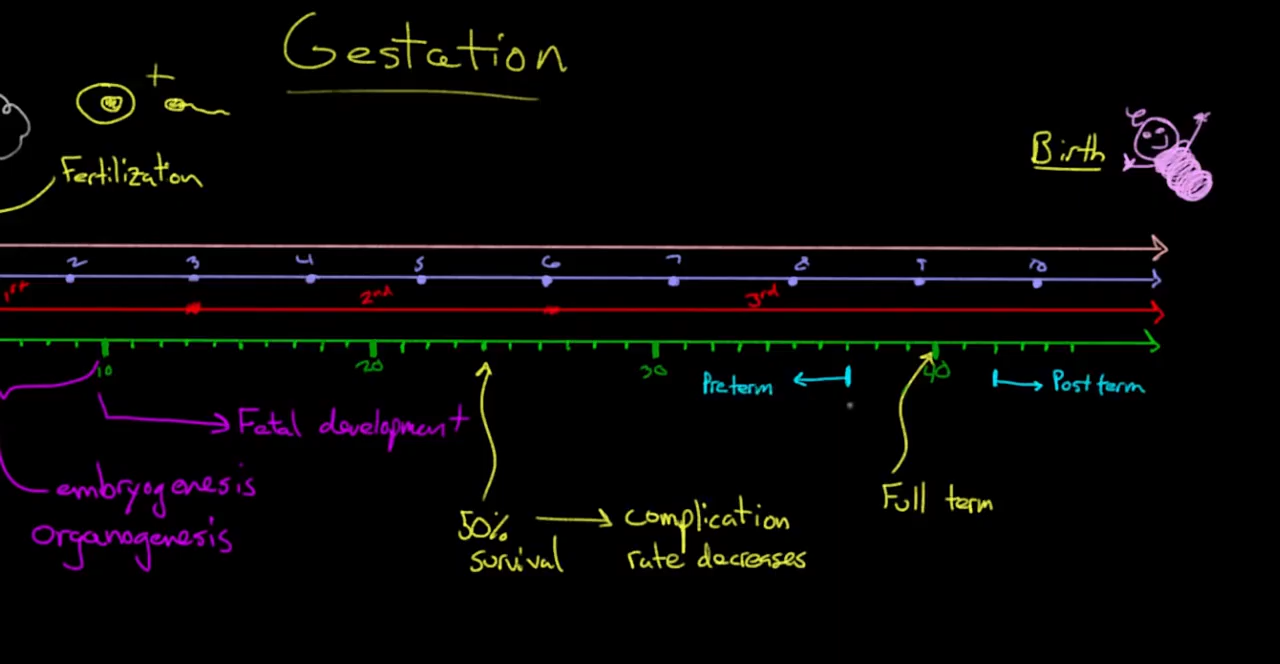 Gestation
+
Fertilization
Birth
2 3 4 5 6 7 8 9 10
1st 2nd 3rd
10 20 30 40
Preterm
Post term
Fetal development
embryogenesis
organogenesis
50%
survival
complication
rate decreases
Full term